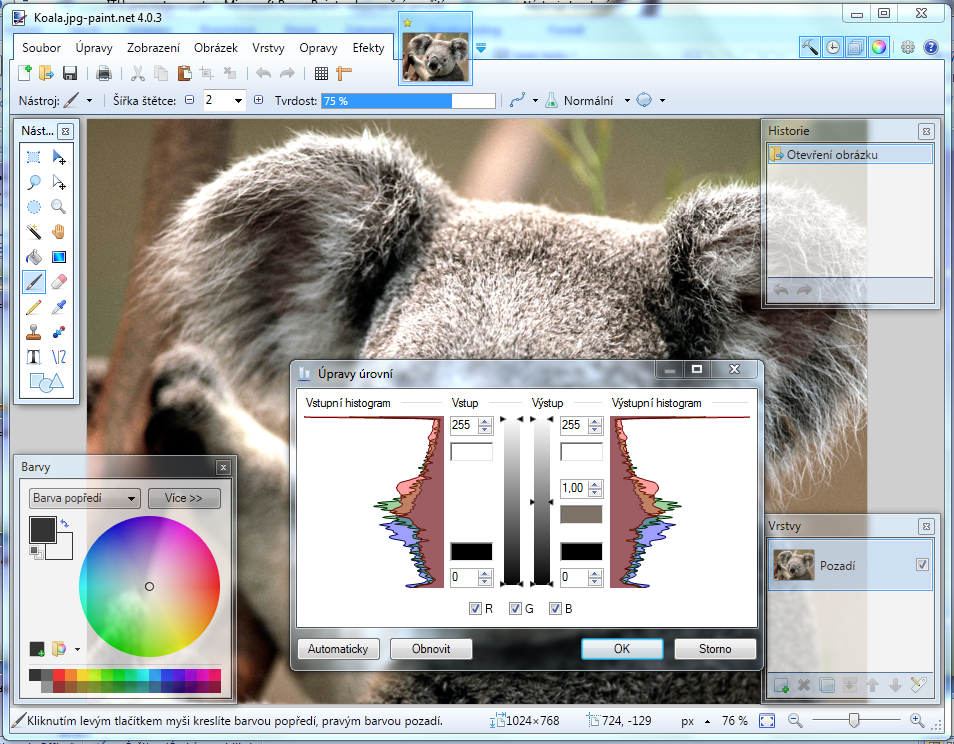 Koala.jpg-paint.net 4.0.3
Soubor Úpravy Zobrazení Obrázek Vrstvy Opravy Efekty
Nástroj: Šířka štětce: 2 Tvrdost: 75 % Normální
Nást...
Historie
Otevření obrázku
Úpravy úrovní
Vstupní histogram Vstup Výstup Výstupní histogram
255 255
1,00
0 0
R G B
Automaticky Obnovit OK Storno
Barvy
Barva popředí Více >>
Vrstvy
Pozadí
Kliknutím levým tlačítkem myši kreslíte barvou popředí, pravým barvou pozadí. 1024×768 724, -129 px 76 %